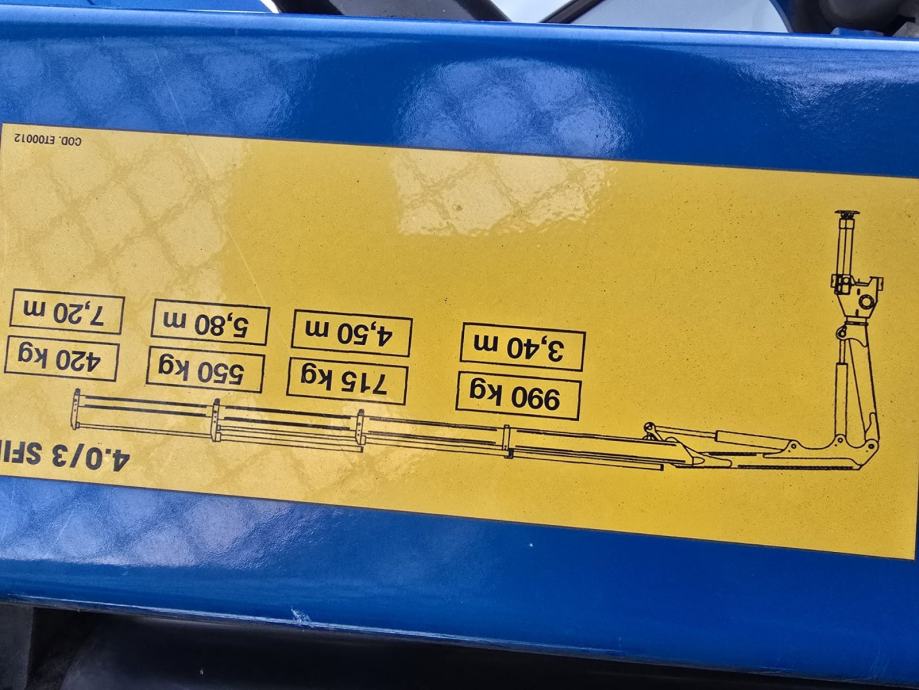 4.0/3 SFI
990 kg
715 kg
550 kg
420 kg
3,40 m
4,50 m
5,80 m
7,20 m
COD. ET00012